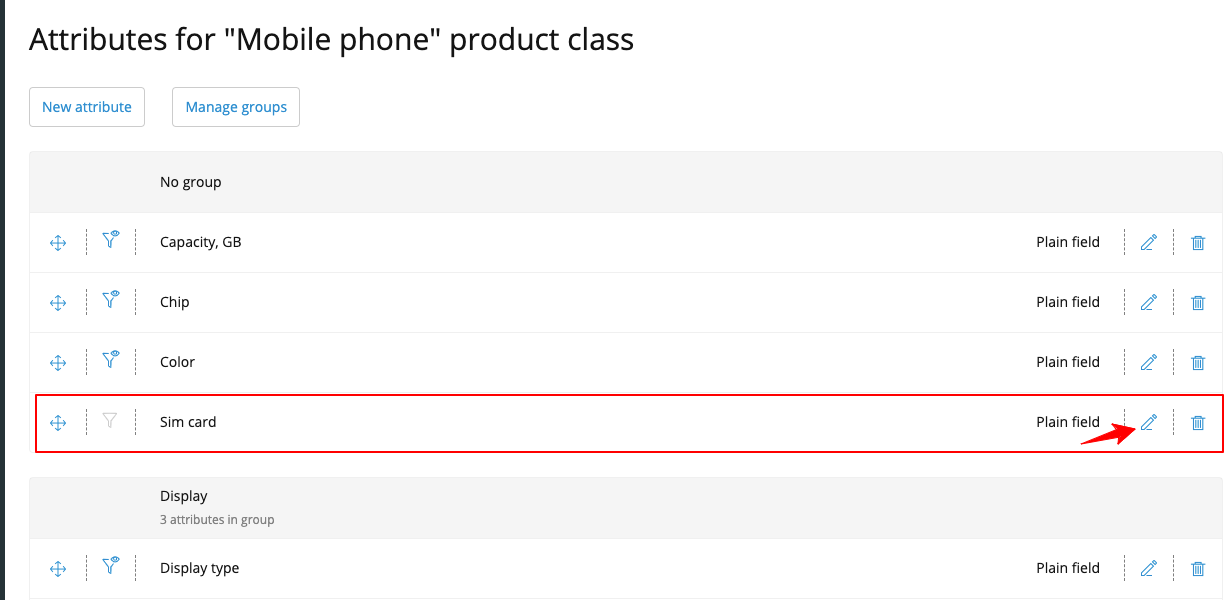 Attributes for "Mobile phone" product class
New attribute Manage groups
No group
Capacity, GB Plain field
Chip Plain field
Color Plain field
Sim card Plain field
Display
3 attributes in group
Display type Plain field